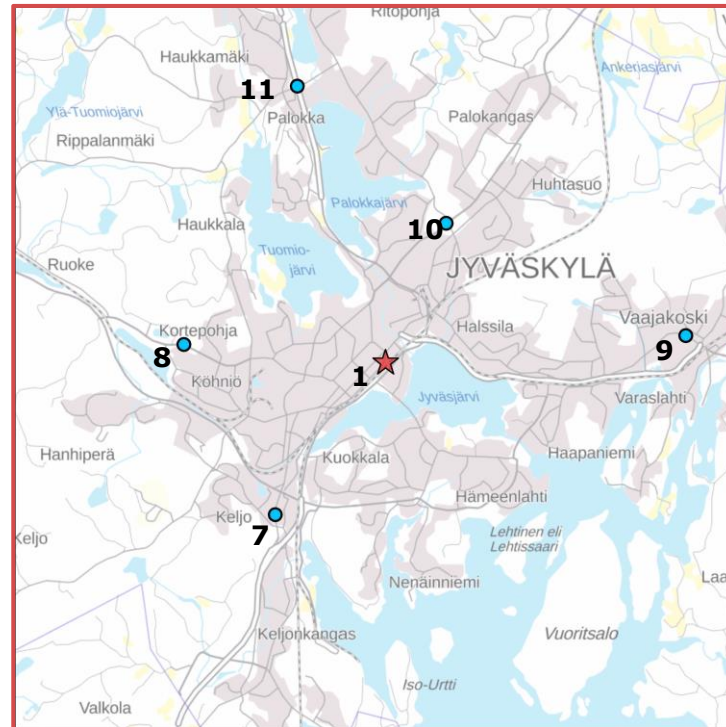 Ritopohja
Haukkamäki
Ankeriasjärvi
11
Ylä-Tuomiojärvi
Palokka
Palokangas
Rippalanmäki
Huhtasuo
Palokkajärvi
Haukkala
10
Tuomio-
järvi
Ruoke
JYVÄSKYLÄ
Vaajakoski
Kortepohja
Halssila
8
9
Köhniö
1
Jyväsjärvi
Varaslahti
Hanhiperä
Kuokkala
Haapaniemi
Hämeenlahti
Keljo
7
Keljo
Lehtinen eli
Lehtissaari
Nenäinniemi
Laa
Keljonkangas
Vuoritsalo
Iso-Urtti
Valkola